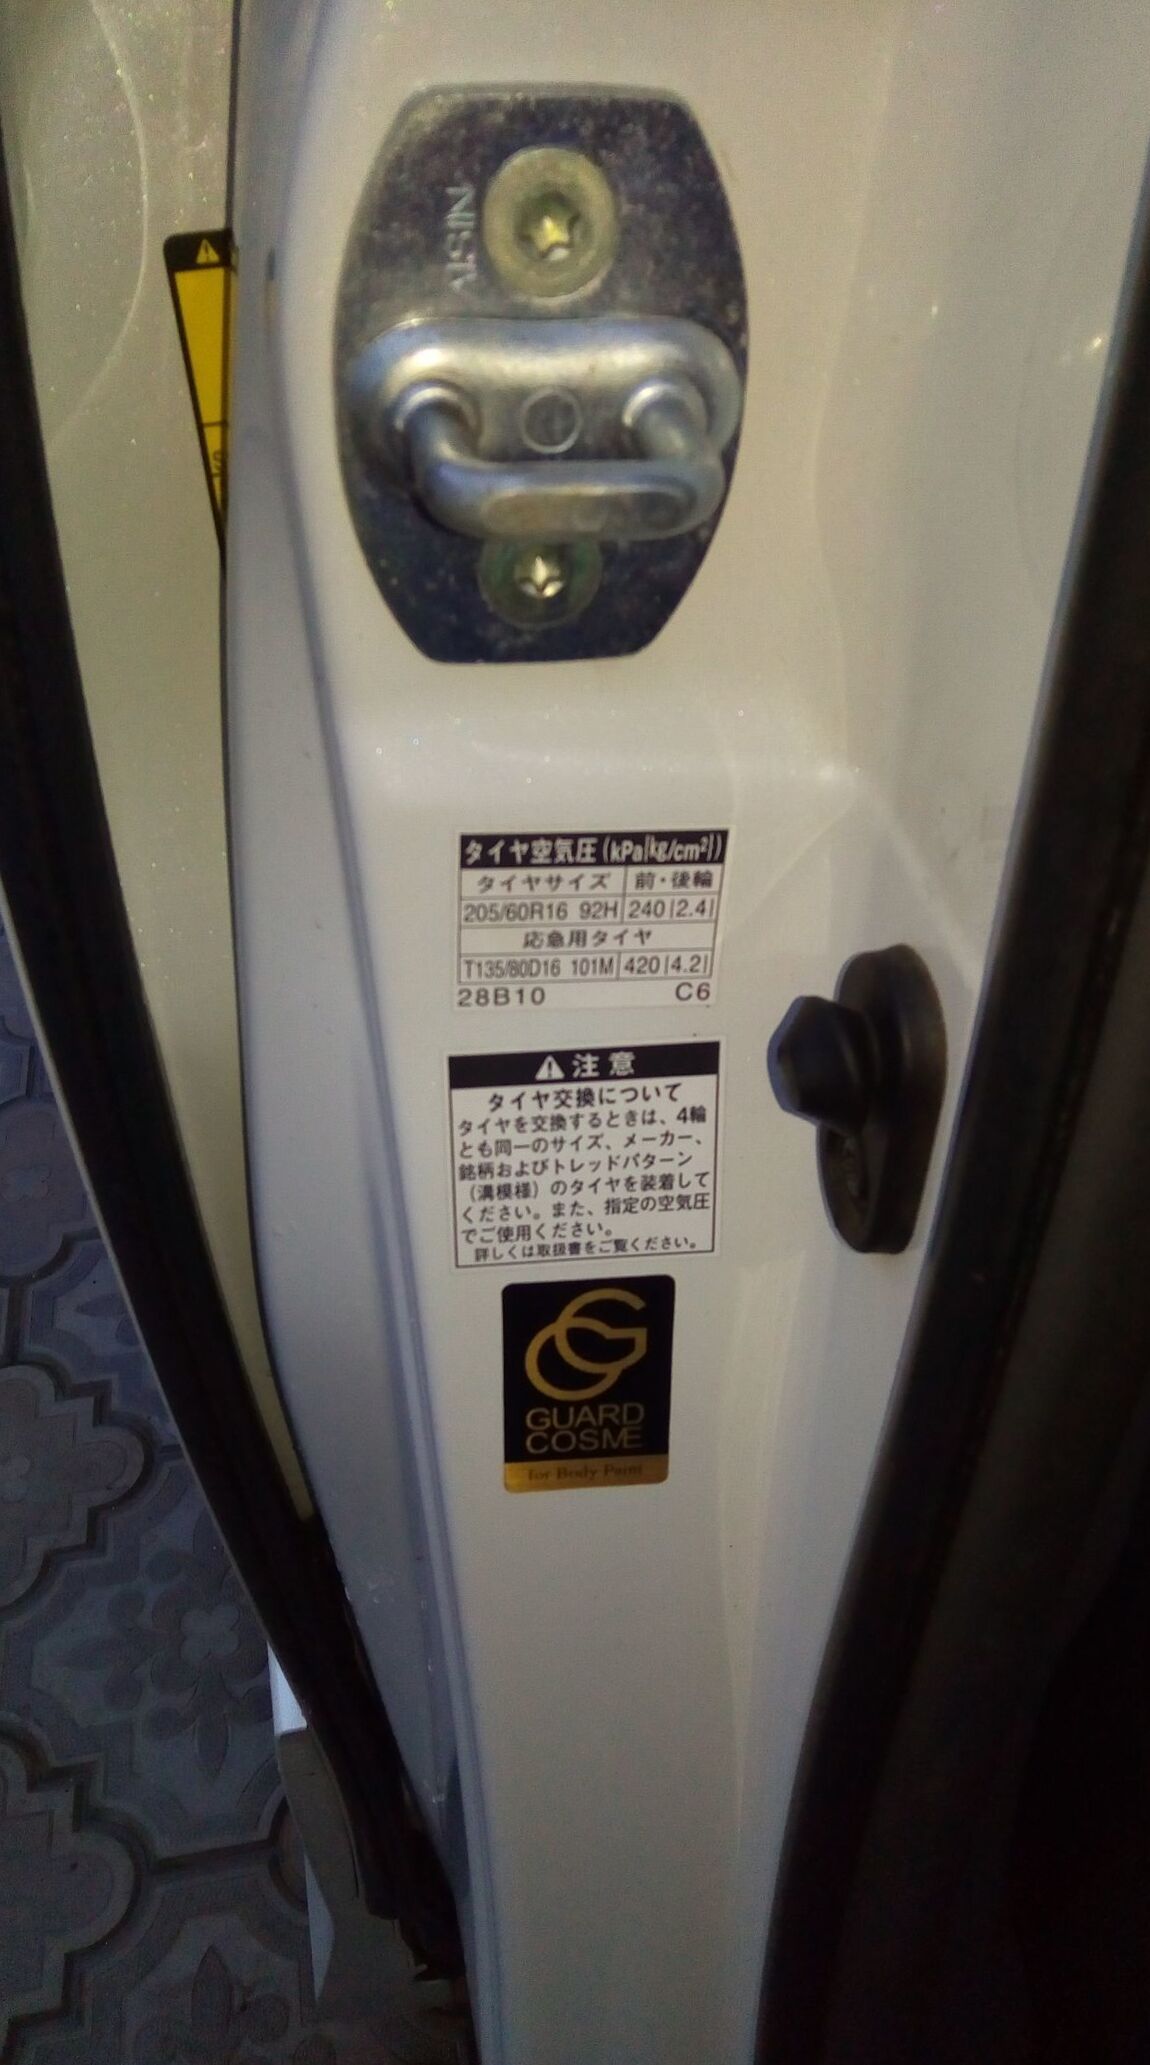 AISIN
タイヤ空気圧(kPa{kg/cm²})
タイヤサイズ 前・後輪
205/60R16 92H 240{2.4}
応急用タイヤ
T135/80D16 101M 420{4.2}
28B10 C6
注意
タイヤ交換について
タイヤを交換するときは、4輪
とも同一のサイズ、メーカー、
銘柄およびトレッドパターン
(溝模様)のタイヤを装着して
ください。また、指定の空気圧
でご使用ください。
詳しくは取扱書をご覧ください。
GUARD
COSME
for Body Paint